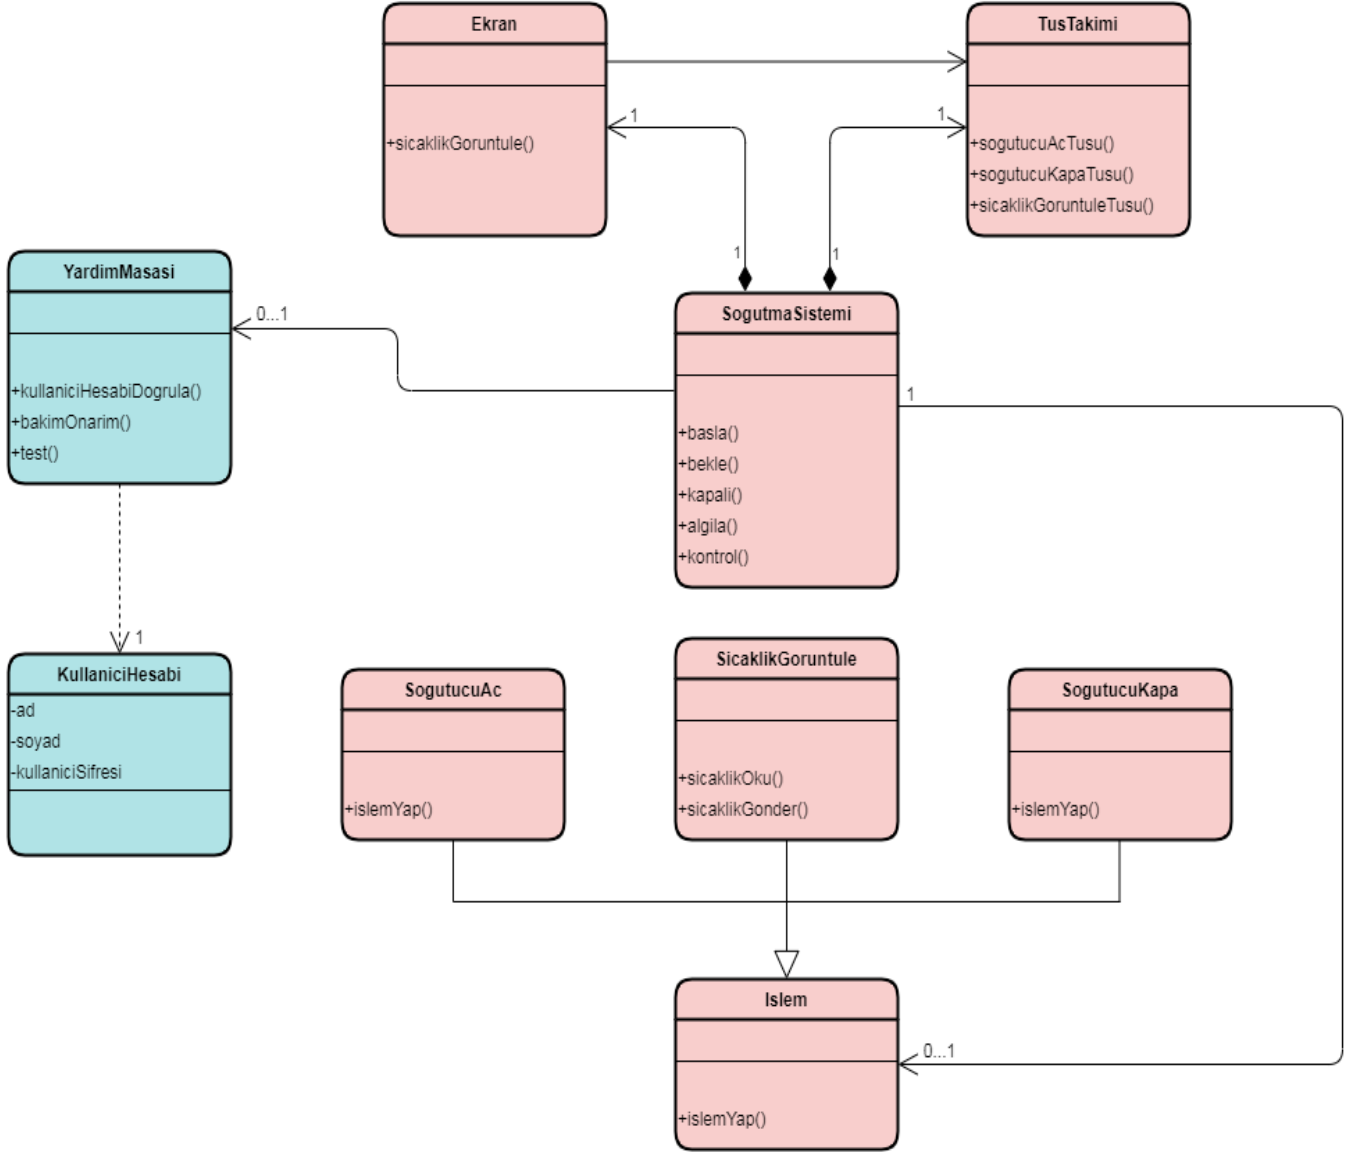 Ekran
+sicaklikGoruntule()
TusTakimi
+sogutucuAcTusu()
+sogutucuKapaTusu()
+sicaklikGoruntuleTusu()
1
1
1
1
YardimMasasi
+kullaniciHesabiDogrula()
+bakimOnarim()
+test()
0...1
SogutmaSistemi
+basla()
+bekle()
+kapali()
+algila()
+kontrol()
1
1
KullaniciHesabi
-ad
-soyad
-kullaniciSifresi
SogutucuAc
+islemYap()
SicaklikGoruntule
+sicaklikOku()
+sicaklikGonder()
SogutucuKapa
+islemYap()
Islem
+islemYap()
0...1